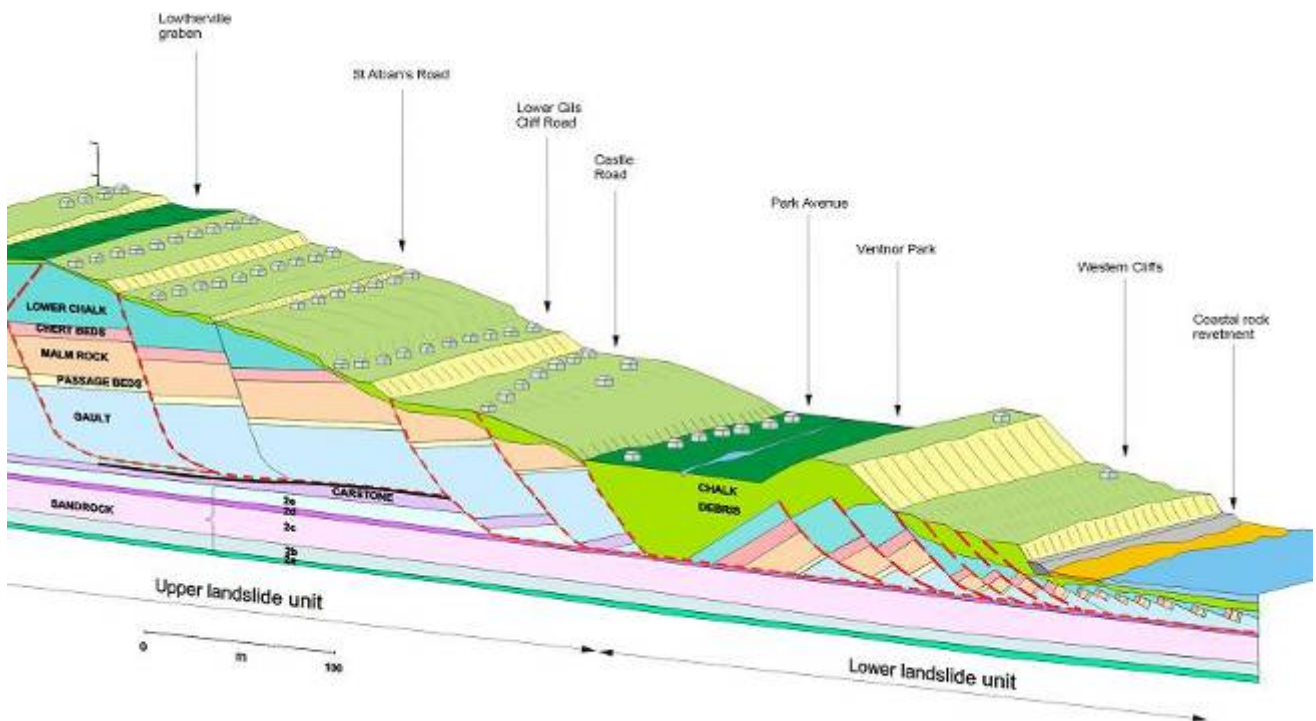 Lowtherville
graben
St Alban's Road
Lower Gills
Cliff Road
Castle
Road
Park Avenue
Ventnor Park
Western Cliffs
Coastal rock
revetment
LOWER CHALK
CHERT BEDS
MALM ROCK
PASSAGE BEDS
GAULT
CARSTONE
SANDROCK
2e
2d
2c
2b
2a
CHALK
DEBRIS
Upper landslide unit
0
m
100
Lower landslide unit